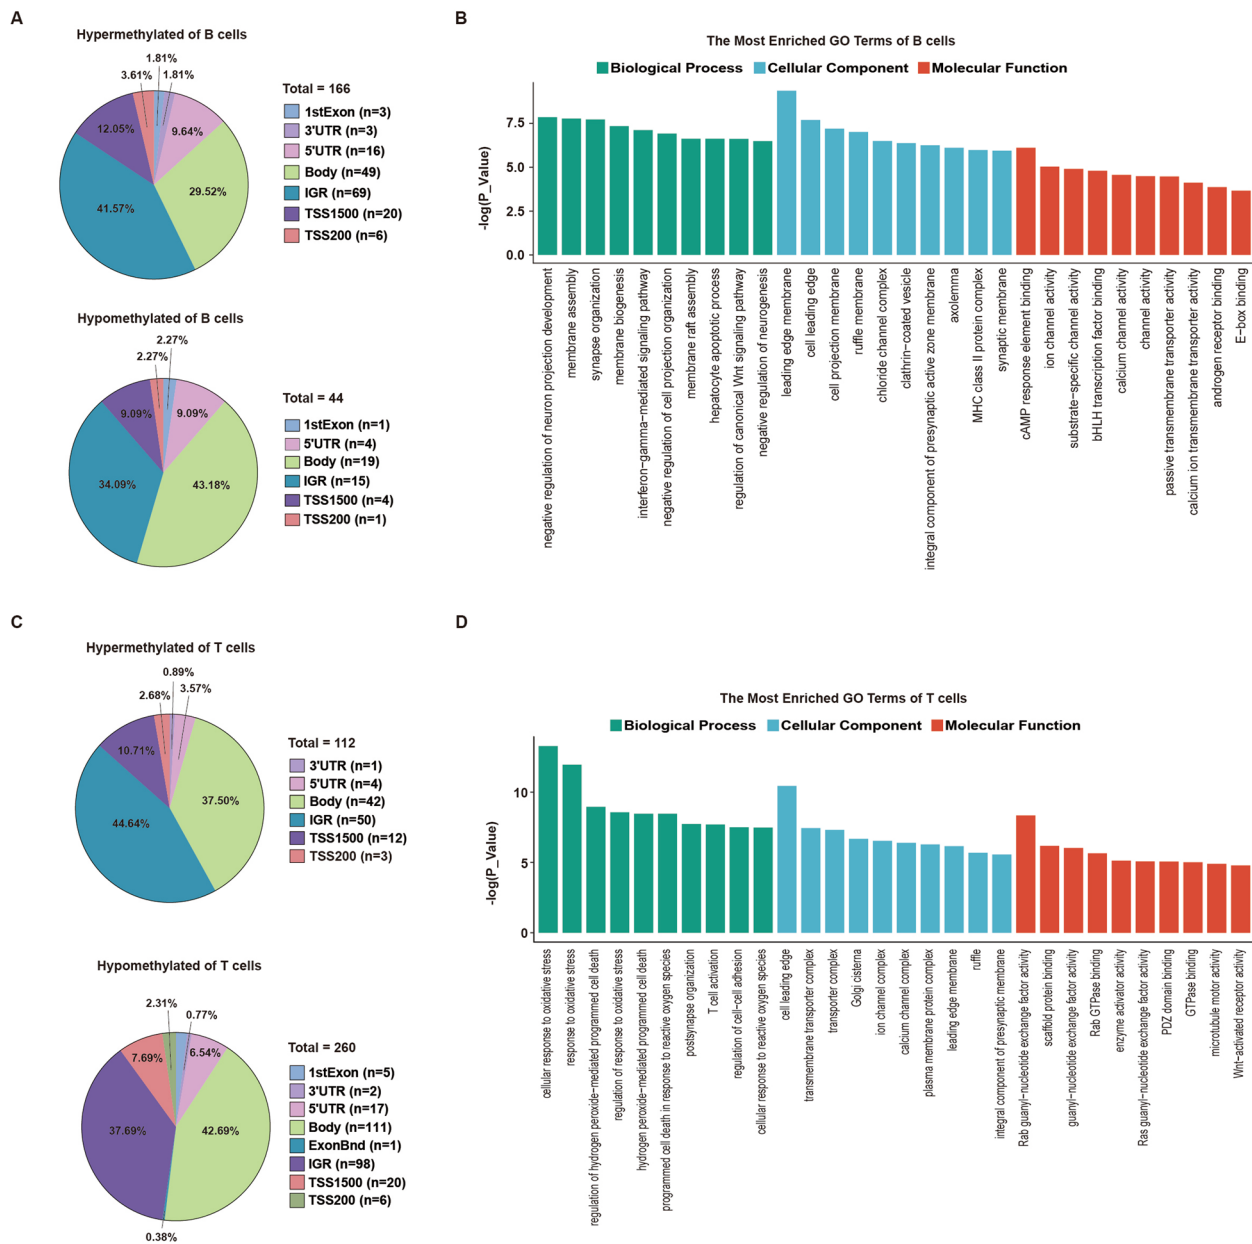 A
Hypermethylated of B cells
1.81%
3.61%
1.81%
12.05%
9.64%
29.52%
41.57%
Total = 166
1stExon (n=3)
3'UTR (n=3)
5'UTR (n=16)
Body (n=49)
IGR (n=69)
TSS1500 (n=20)
TSS200 (n=6)
Hypomethylated of B cells
2.27%
2.27%
9.09%
9.09%
34.09%
43.18%
Total = 44
1stExon (n=1)
5'UTR (n=4)
Body (n=19)
IGR (n=15)
TSS1500 (n=4)
TSS200 (n=1)
B
The Most Enriched GO Terms of B cells
Biological Process
Cellular Component
Molecular Function
-log(P_Value)
7.5
5.0
2.5
0.0
negative regulation of neuron projection development
membrane assembly
synapse organization
membrane biogenesis
interferon−gamma−mediated signaling pathway
negative regulation of cell projection organization
membrane raft assembly
hepatocyte apoptotic process
regulation of canonical Wnt signaling pathway
negative regulation of neurogenesis
leading edge membrane
cell leading edge
cell projection membrane
ruffle membrane
chloride channel complex
clathrin−coated vesicle
integral component of presynaptic active zone membrane
axolemma
MHC class II protein complex
synaptic membrane
cAMP response element binding
ion channel activity
substrate−specific channel activity
bHLH transcription factor binding
calcium channel activity
channel activity
passive transmembrane transporter activity
calcium ion transmembrane transporter activity
androgen receptor binding
E−box binding
C
Hypermethylated of T cells
0.89%
2.68%
3.57%
10.71%
37.50%
44.64%
Total = 112
3'UTR (n=1)
5'UTR (n=4)
Body (n=42)
IGR (n=50)
TSS1500 (n=12)
TSS200 (n=3)
Hypomethylated of T cells
2.31%
0.77%
7.69%
6.54%
37.69%
42.69%
0.38%
Total = 260
1stExon (n=5)
3'UTR (n=2)
5'UTR (n=17)
Body (n=111)
ExonBnd (n=1)
IGR (n=98)
TSS1500 (n=20)
TSS200 (n=6)
D
The Most Enriched GO Terms of T cells
Biological Process
Cellular Component
Molecular Function
-log(P_Value)
10
5
0
cellular response to oxidative stress
response to oxidative stress
regulation of hydrogen peroxide−mediated programmed cell death
regulation of response to oxidative stress
hydrogen peroxide−mediated programmed cell death
programmed cell death in response to reactive oxygen species
postsynapse organization
T cell activation
regulation of cell−cell adhesion
cellular response to reactive oxygen species
cell leading edge
transmembrane transporter complex
transporter complex
Golgi cisterna
ion channel complex
calcium channel complex
plasma membrane protein complex
leading edge membrane
ruffle
integral component of presynaptic membrane
Rab guanyl−nucleotide exchange factor activity
scaffold protein binding
guanyl−nucleotide exchange factor activity
Rab GTPase binding
enzyme activator activity
Ras guanyl−nucleotide exchange factor activity
PDZ domain binding
GTPase binding
microtubule motor activity
Wnt−activated receptor activity